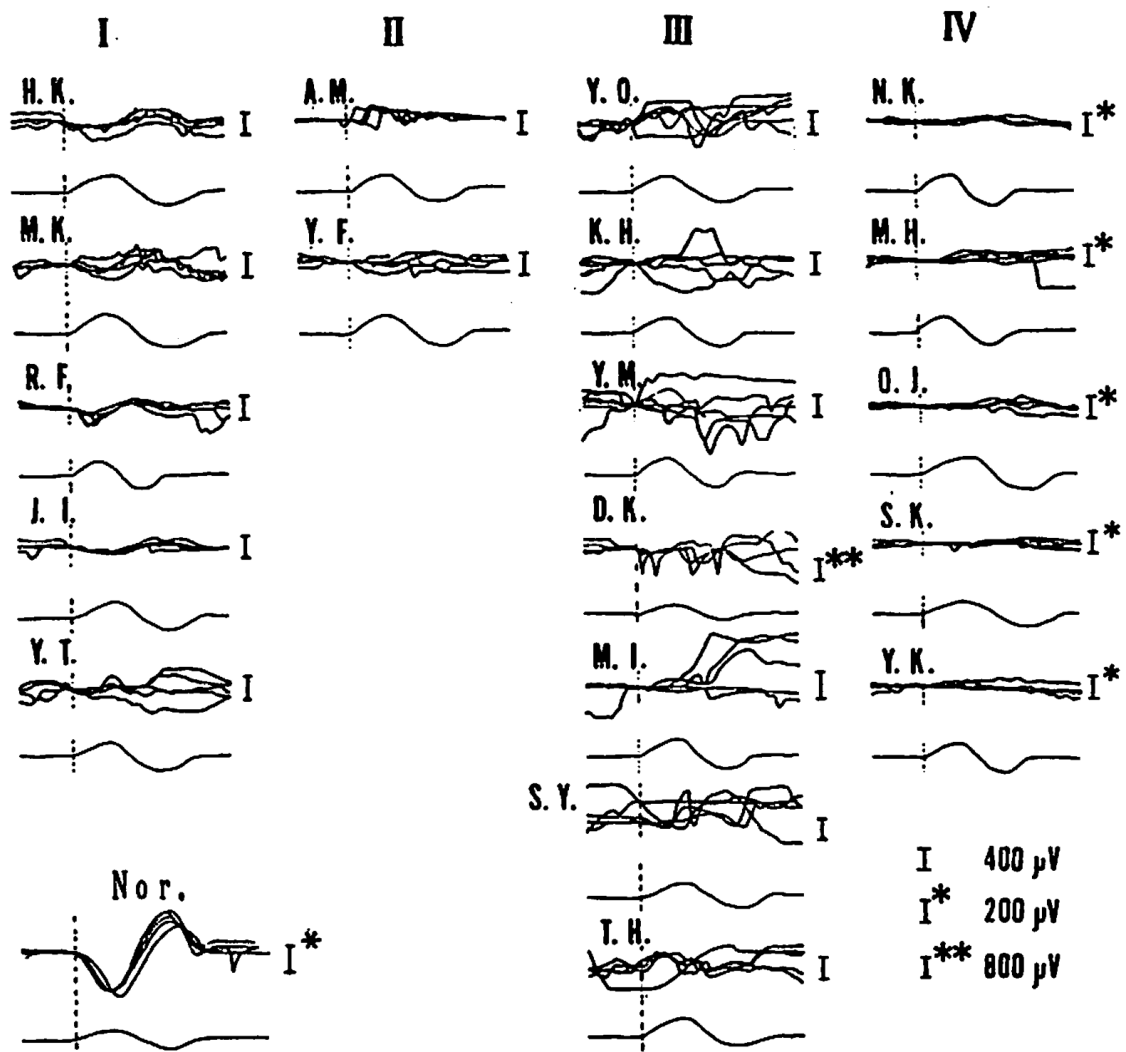 I II III IV
H. K. I A. M. I Y. O. I N. K. I*
M. K. I Y. F. I K. H. I M. H. I*
R. F. I Y. M. I O. J. I*
J. I. I D. K. I** S. K. I*
Y. T. I M. I. I Y. K. I*
S. Y. I
Nor. I* T. H. I
I 400 µV
I* 200 µV
I** 800 µV